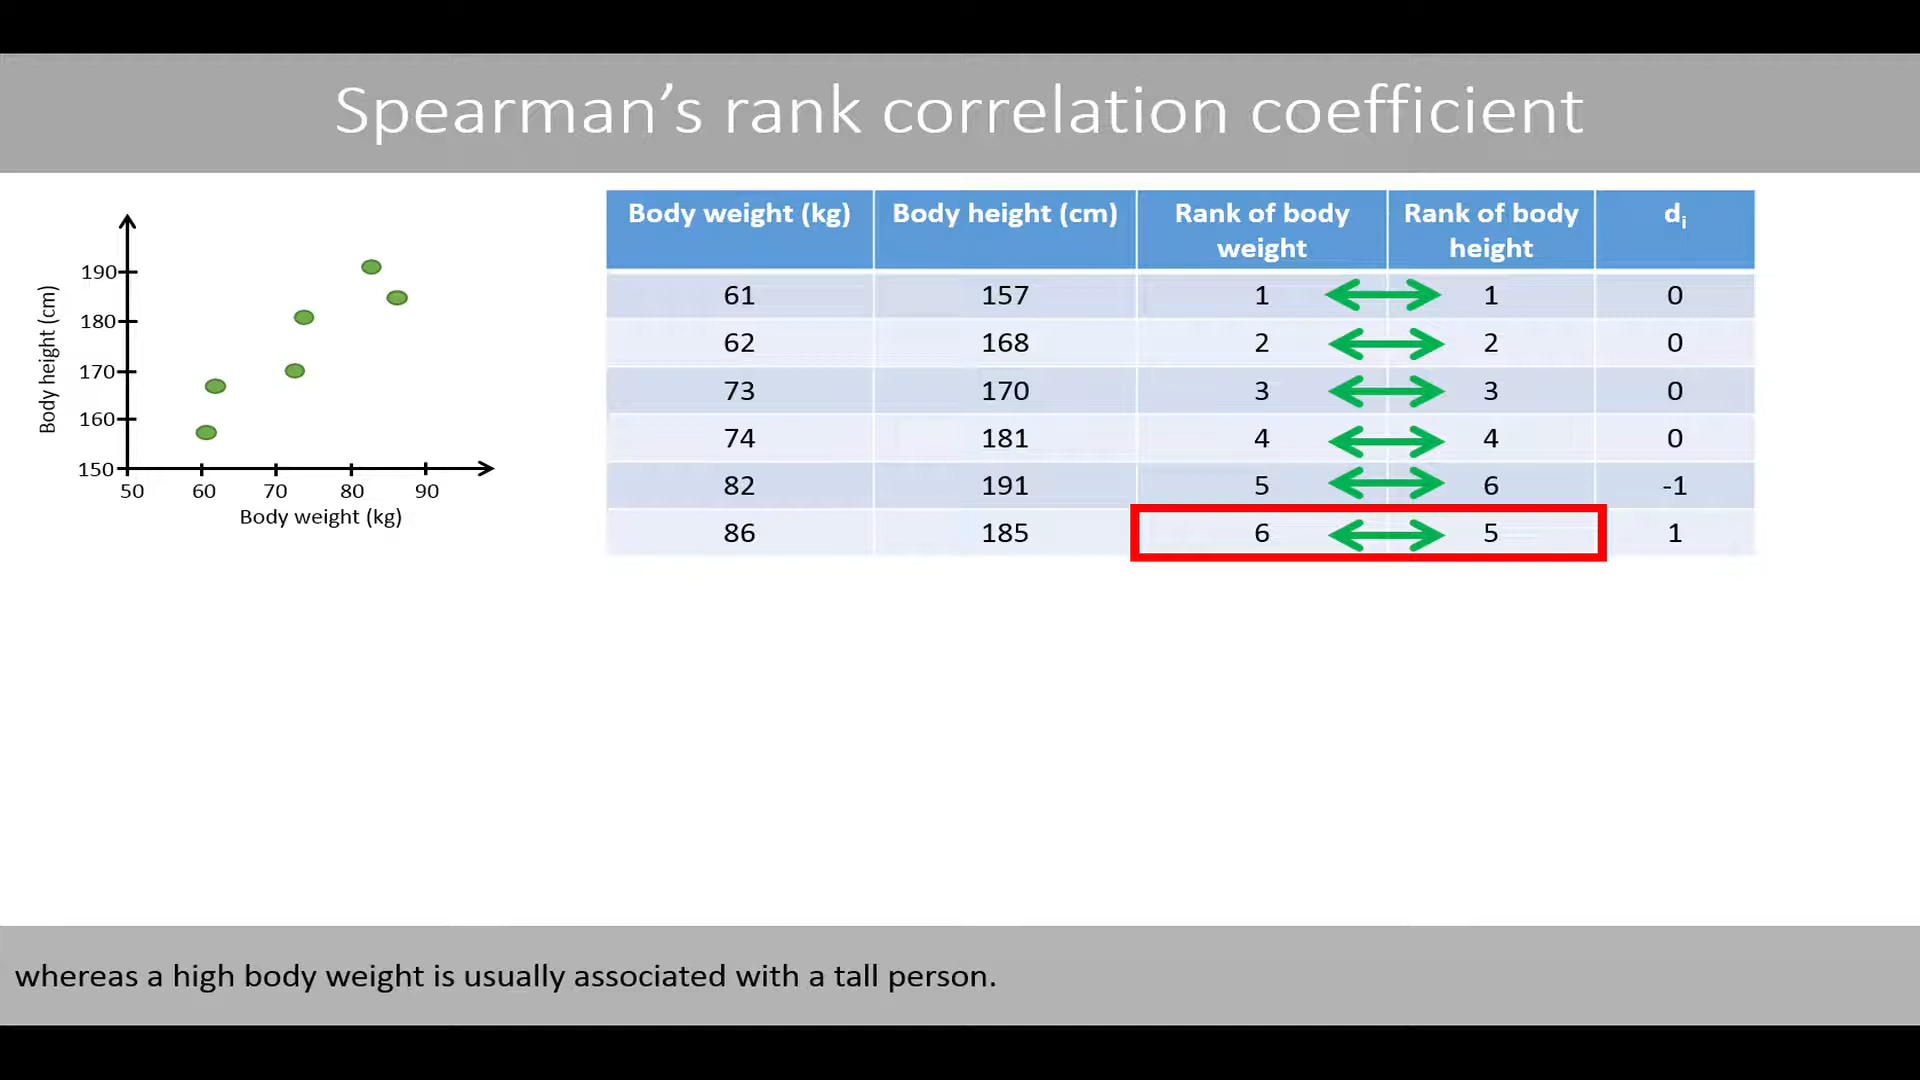 Spearman’s rank correlation coefficient
190
180
170
160
150
50 60 70 80 90
Body height (cm)
Body weight (kg)
Body weight (kg) Body height (cm) Rank of body weight Rank of body height di
61 157 1 1 0
62 168 2 2 0
73 170 3 3 0
74 181 4 4 0
82 191 5 6 -1
86 185 6 5 1
whereas a high body weight is usually associated with a tall person.